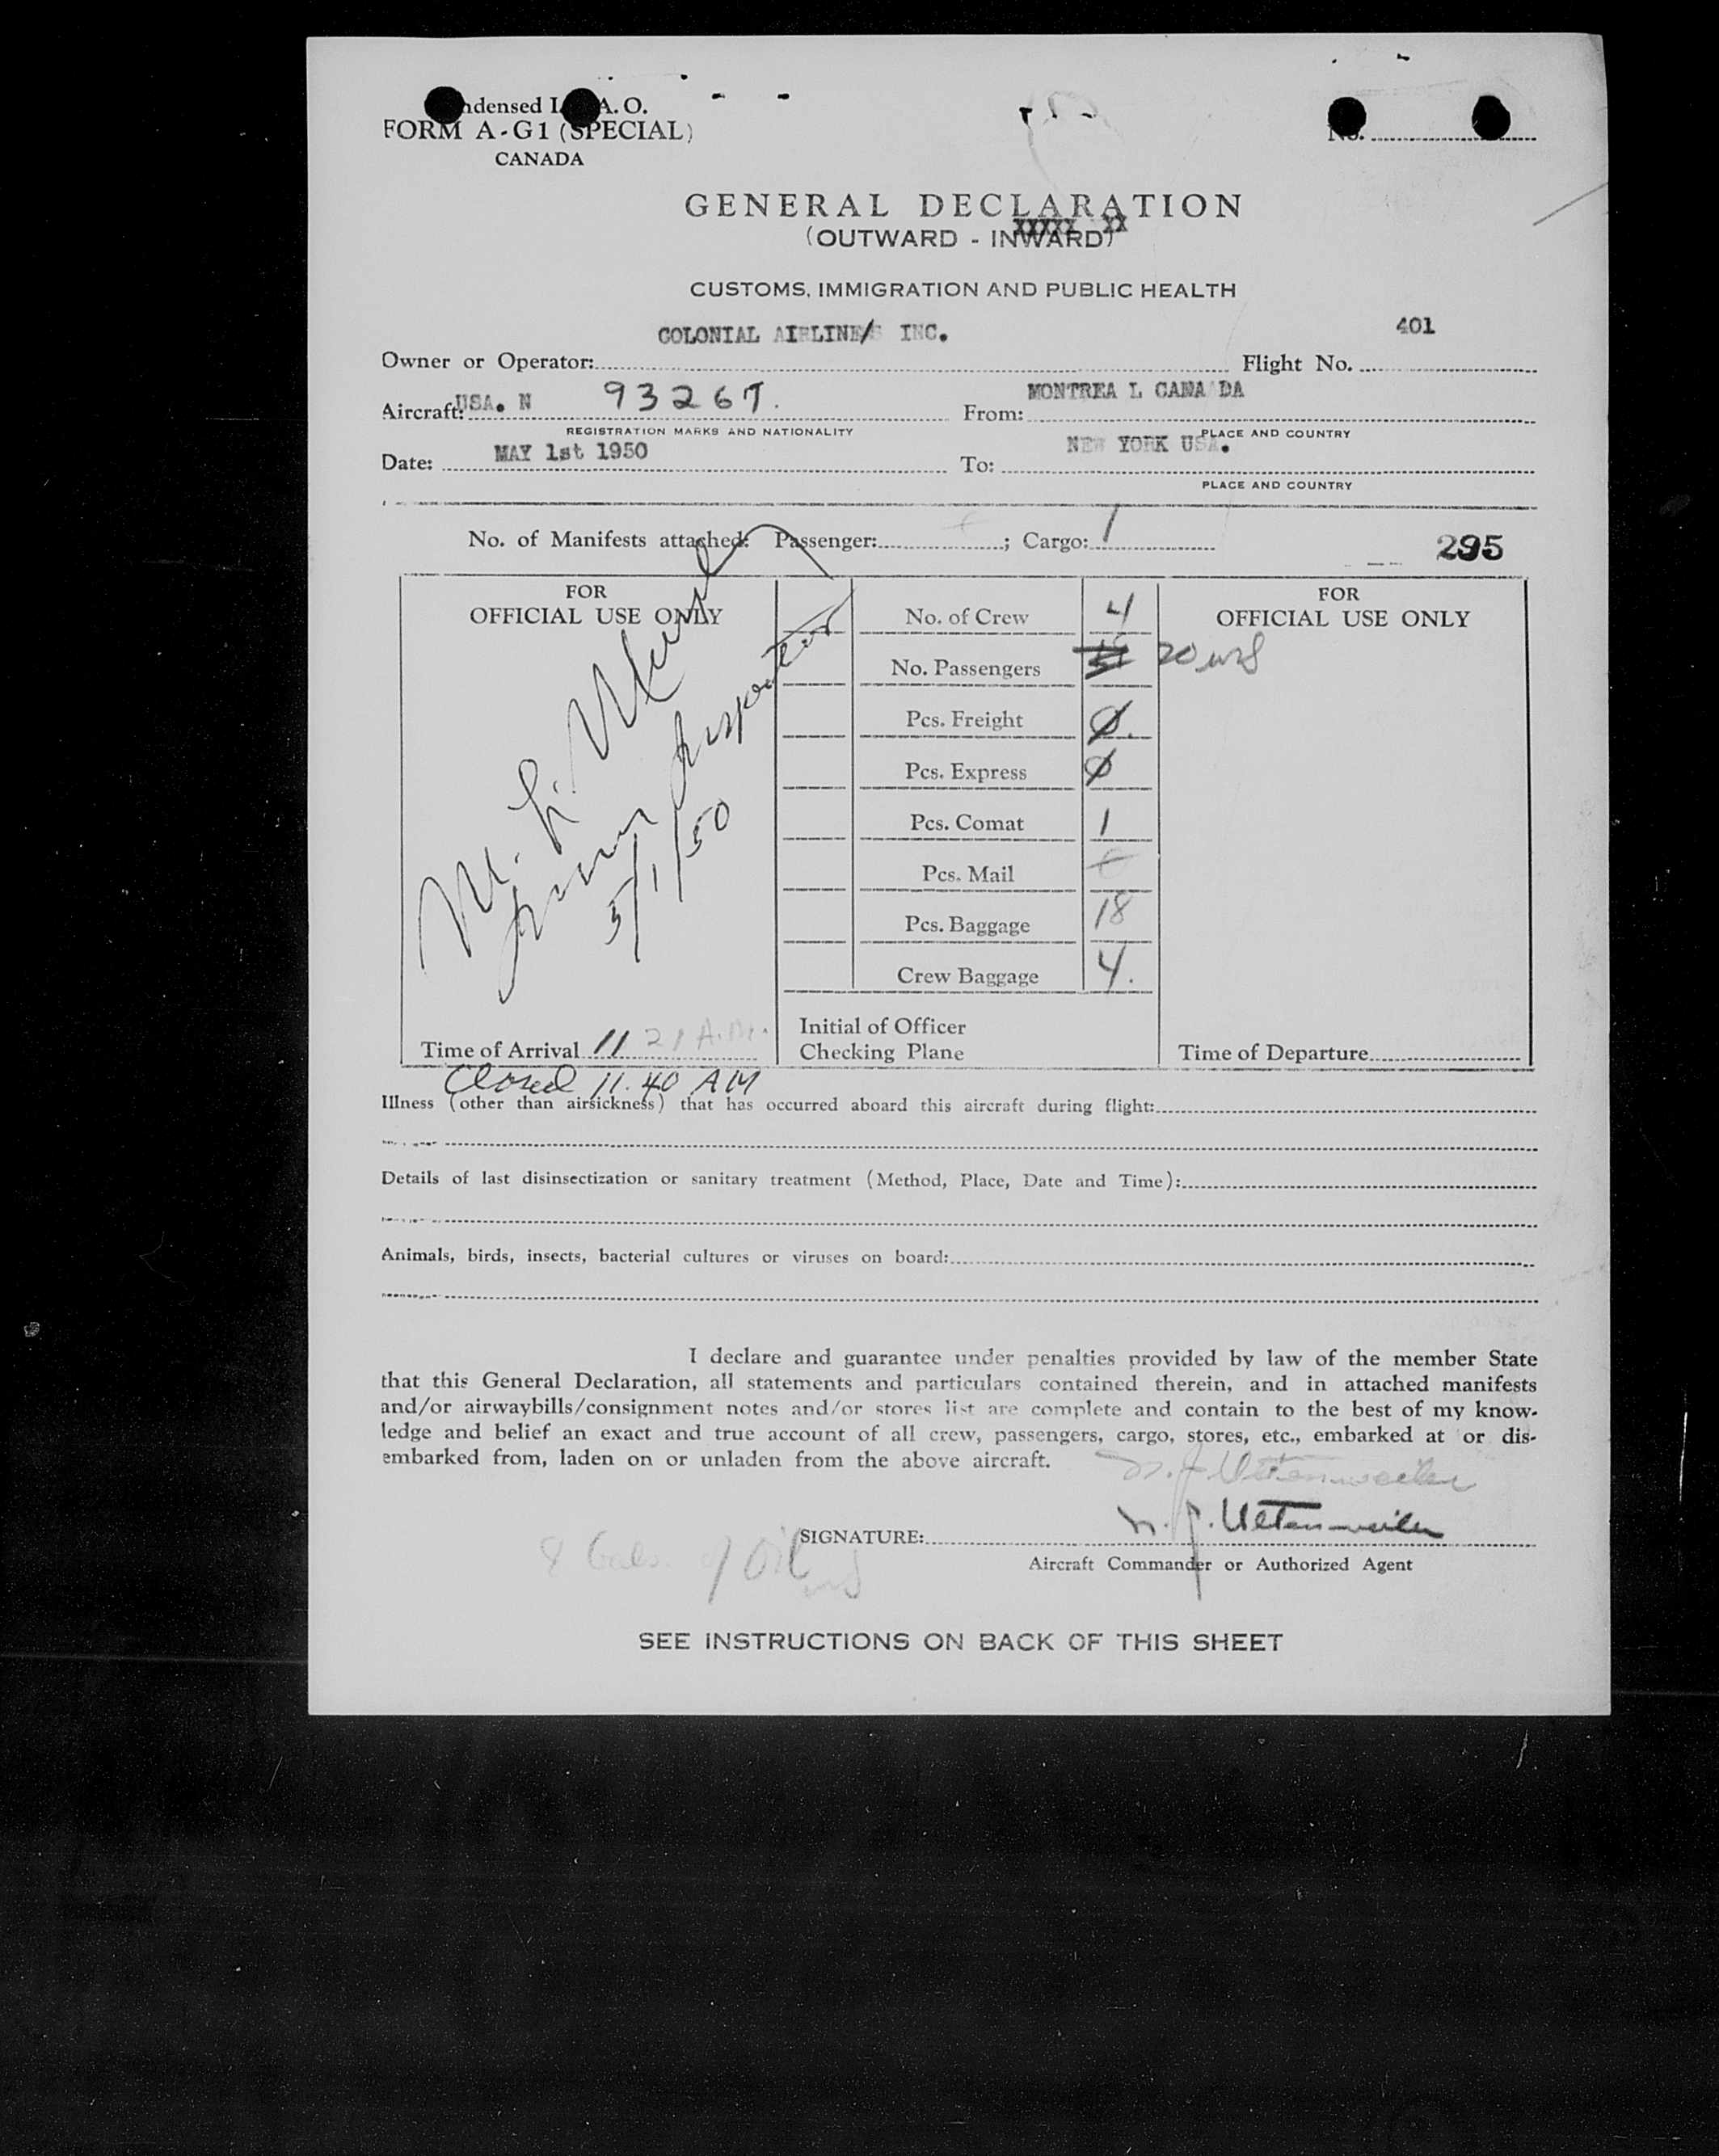 ndensed I. A. O.
FORM A-G1 (SPECIAL)
CANADA
No.
GENERAL DECLARATION
(OUTWARD - INWARD)
XXXXX XX
CUSTOMS, IMMIGRATION AND PUBLIC HEALTH
COLONIAL AIRLINES INC. 401
Owner or Operator: Flight No.
USA. N 93267. MONTREA L CANA DA
Aircraft: From:
REGISTRATION MARKS AND NATIONALITY PLACE AND COUNTRY
MAY 1st 1950 NEW YORK USA.
Date: To:
PLACE AND COUNTRY
No. of Manifests attached: Passenger: ; Cargo: 1
295
FOR
OFFICIAL USE ONLY
M. L.
Inspector
5/1/50
Time of Arrival 11 21 A.M.
No. of Crew 4
No. Passengers 20
Pcs. Freight Ø.
Pcs. Express Ø
Pcs. Comat 1
Pcs. Mail
Pcs. Baggage 18
Crew Baggage 4.
Initial of Officer
Checking Plane
FOR
OFFICIAL USE ONLY
Time of Departure
Closed 11.40 AM
Illness (other than airsickness) that has occurred aboard this aircraft during flight:
Details of last disinsectization or sanitary treatment (Method, Place, Date and Time):
Animals, birds, insects, bacterial cultures or viruses on board:
I declare and guarantee under penalties provided by law of the member State
that this General Declaration, all statements and particulars contained therein, and in attached manifests
and/or airwaybills/consignment notes and/or stores list are complete and contain to the best of my know-
ledge and belief an exact and true account of all crew, passengers, cargo, stores, etc., embarked at or dis-
embarked from, laden on or unladen from the above aircraft.
SIGNATURE:
Aircraft Commander or Authorized Agent
8 Gals. of Oil
SEE INSTRUCTIONS ON BACK OF THIS SHEET